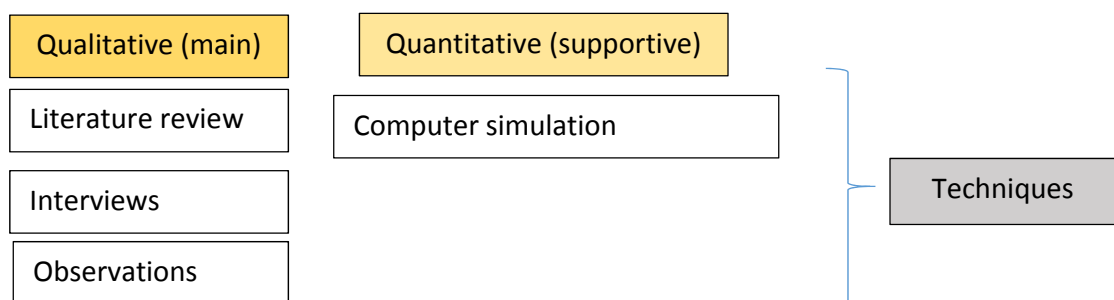 Qualitative (main)
Quantitative (supportive)
Literature review
Computer simulation
Techniques
Interviews
Observations